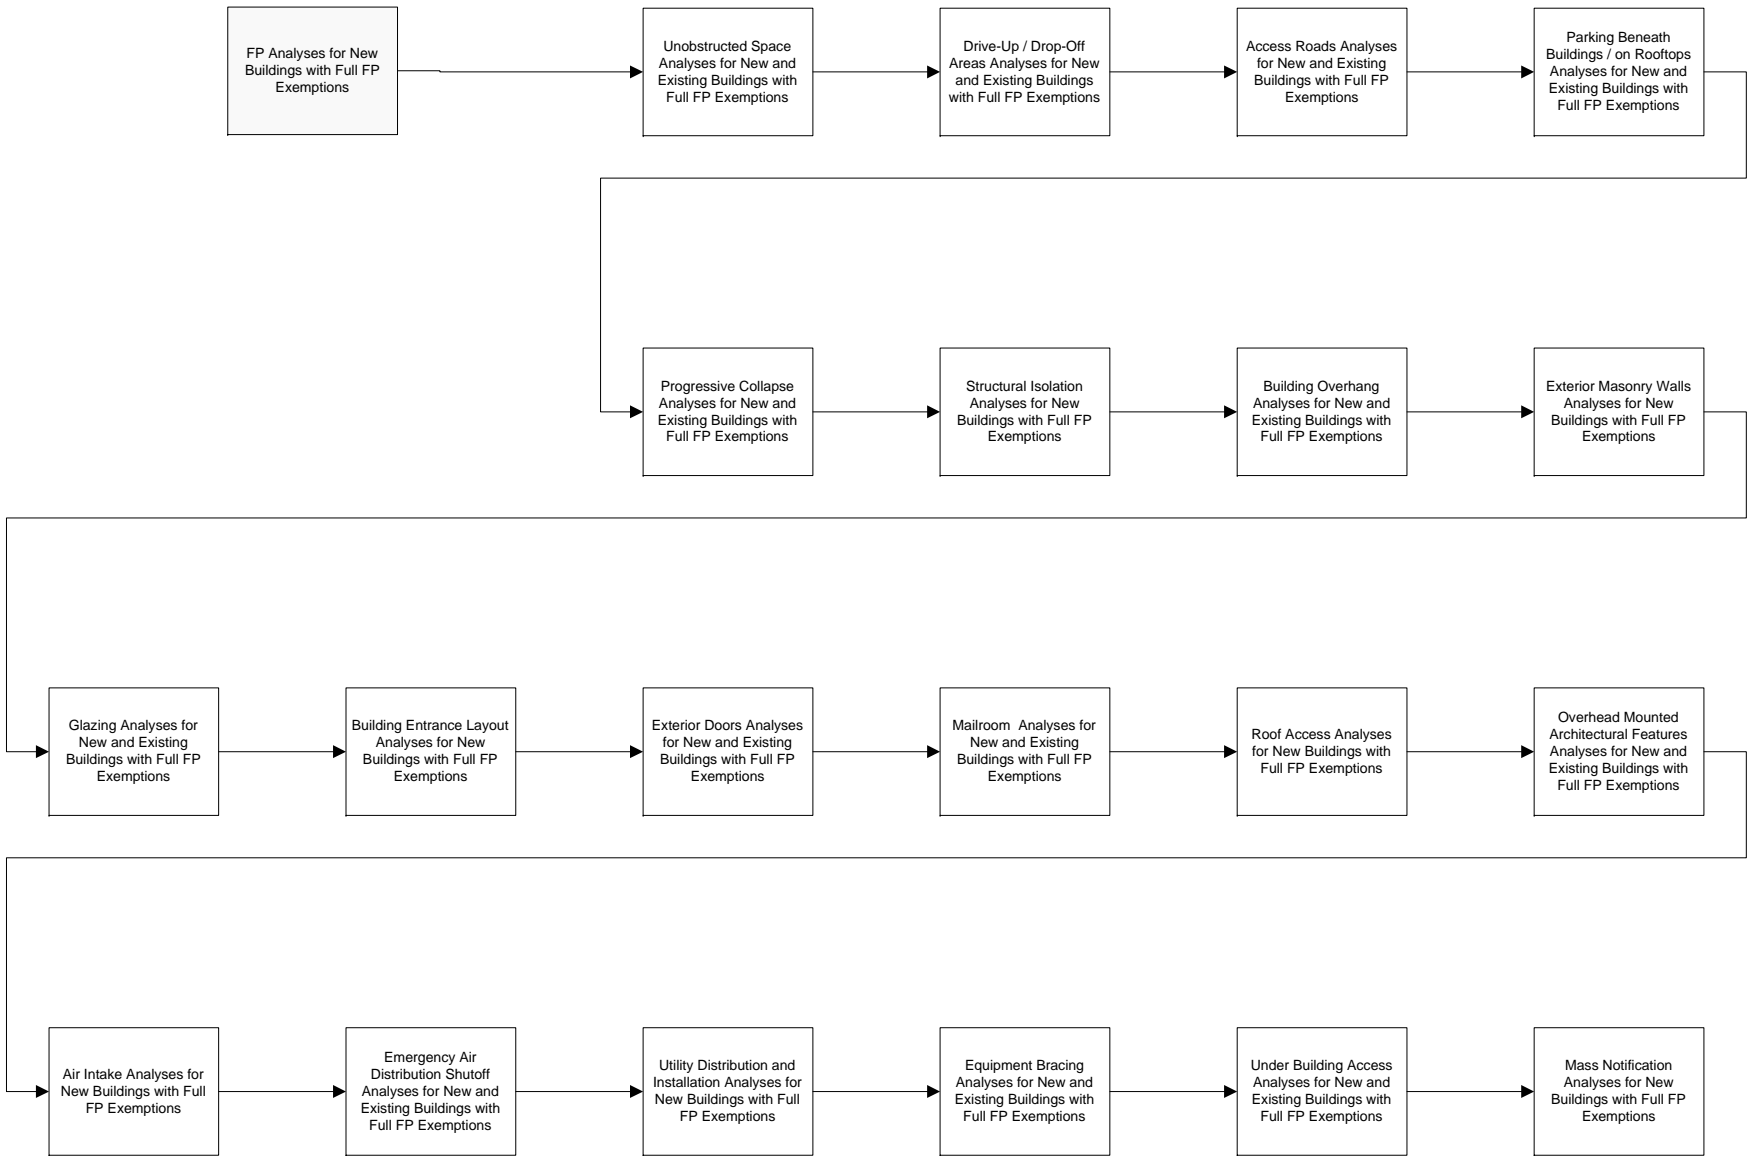 FP Analyses for New
Buildings with Full FP
Exemptions
Unobstructed Space
Analyses for New and
Existing Buildings with
Full FP Exemptions
Drive-Up / Drop-Off
Areas Analyses for New
and Existing Buildings
with Full FP Exemptions
Access Roads Analyses
for New and Existing
Buildings with Full FP
Exemptions
Parking Beneath
Buildings / on Rooftops
Analyses for New and
Existing Buildings with
Full FP Exemptions
Progressive Collapse
Analyses for New and
Existing Buildings with
Full FP Exemptions
Structural Isolation
Analyses for New
Buildings with Full FP
Exemptions
Building Overhang
Analyses for New and
Existing Buildings with
Full FP Exemptions
Exterior Masonry Walls
Analyses for New
Buildings with Full FP
Exemptions
Glazing Analyses for
New and Existing
Buildings with Full FP
Exemptions
Building Entrance Layout
Analyses for New
Buildings with Full FP
Exemptions
Exterior Doors Analyses
for New and Existing
Buildings with Full FP
Exemptions
Mailroom  Analyses for
New and Existing
Buildings with Full FP
Exemptions
Roof Access Analyses
for New Buildings with
Full FP Exemptions
Overhead Mounted
Architectural Features
Analyses for New and
Existing Buildings with
Full FP Exemptions
Air Intake Analyses for
New Buildings with Full
FP Exemptions
Emergency Air
Distribution Shutoff
Analyses for New and
Existing Buildings with
Full FP Exemptions
Utility Distribution and
Installation Analyses for
New Buildings with Full
FP Exemptions
Equipment Bracing
Analyses for New and
Existing Buildings with
Full FP Exemptions
Under Building Access
Analyses for New and
Existing Buildings with
Full FP Exemptions
Mass Notification
Analyses for New
Buildings with Full FP
Exemptions